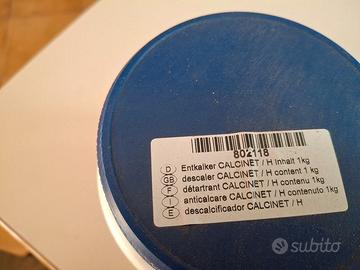 802118
D Entkalker CALCINET / H Inhalt 1kg
GB descaler CALCINET / H content 1 kg
F détartrant CALCINET / H contenu 1kg
I anticalcare CALCINET / H contenuto 1kg
E descalcificador CALCINET / H
subito